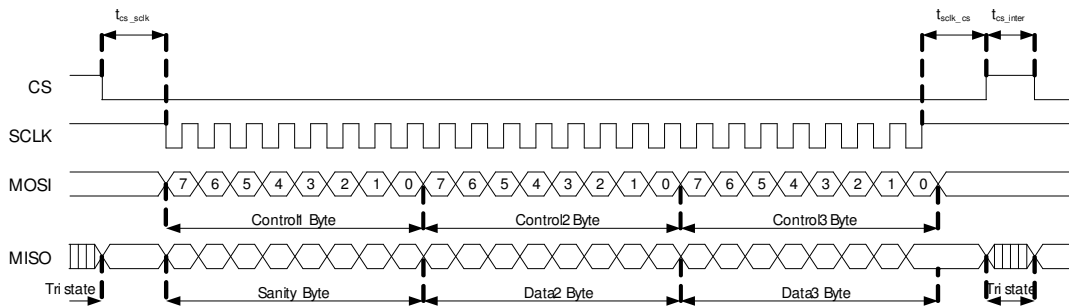 tcs_sclk tsclk_cs tcs_inter
CS
SCLK
MOSI 7 6 5 4 3 2 1 0 7 6 5 4 3 2 1 0 7 6 5 4 3 2 1 0
Control1 Byte Control2 Byte Control3 Byte
MISO
Tri state Sanity Byte Data2 Byte Data3 Byte Tri state